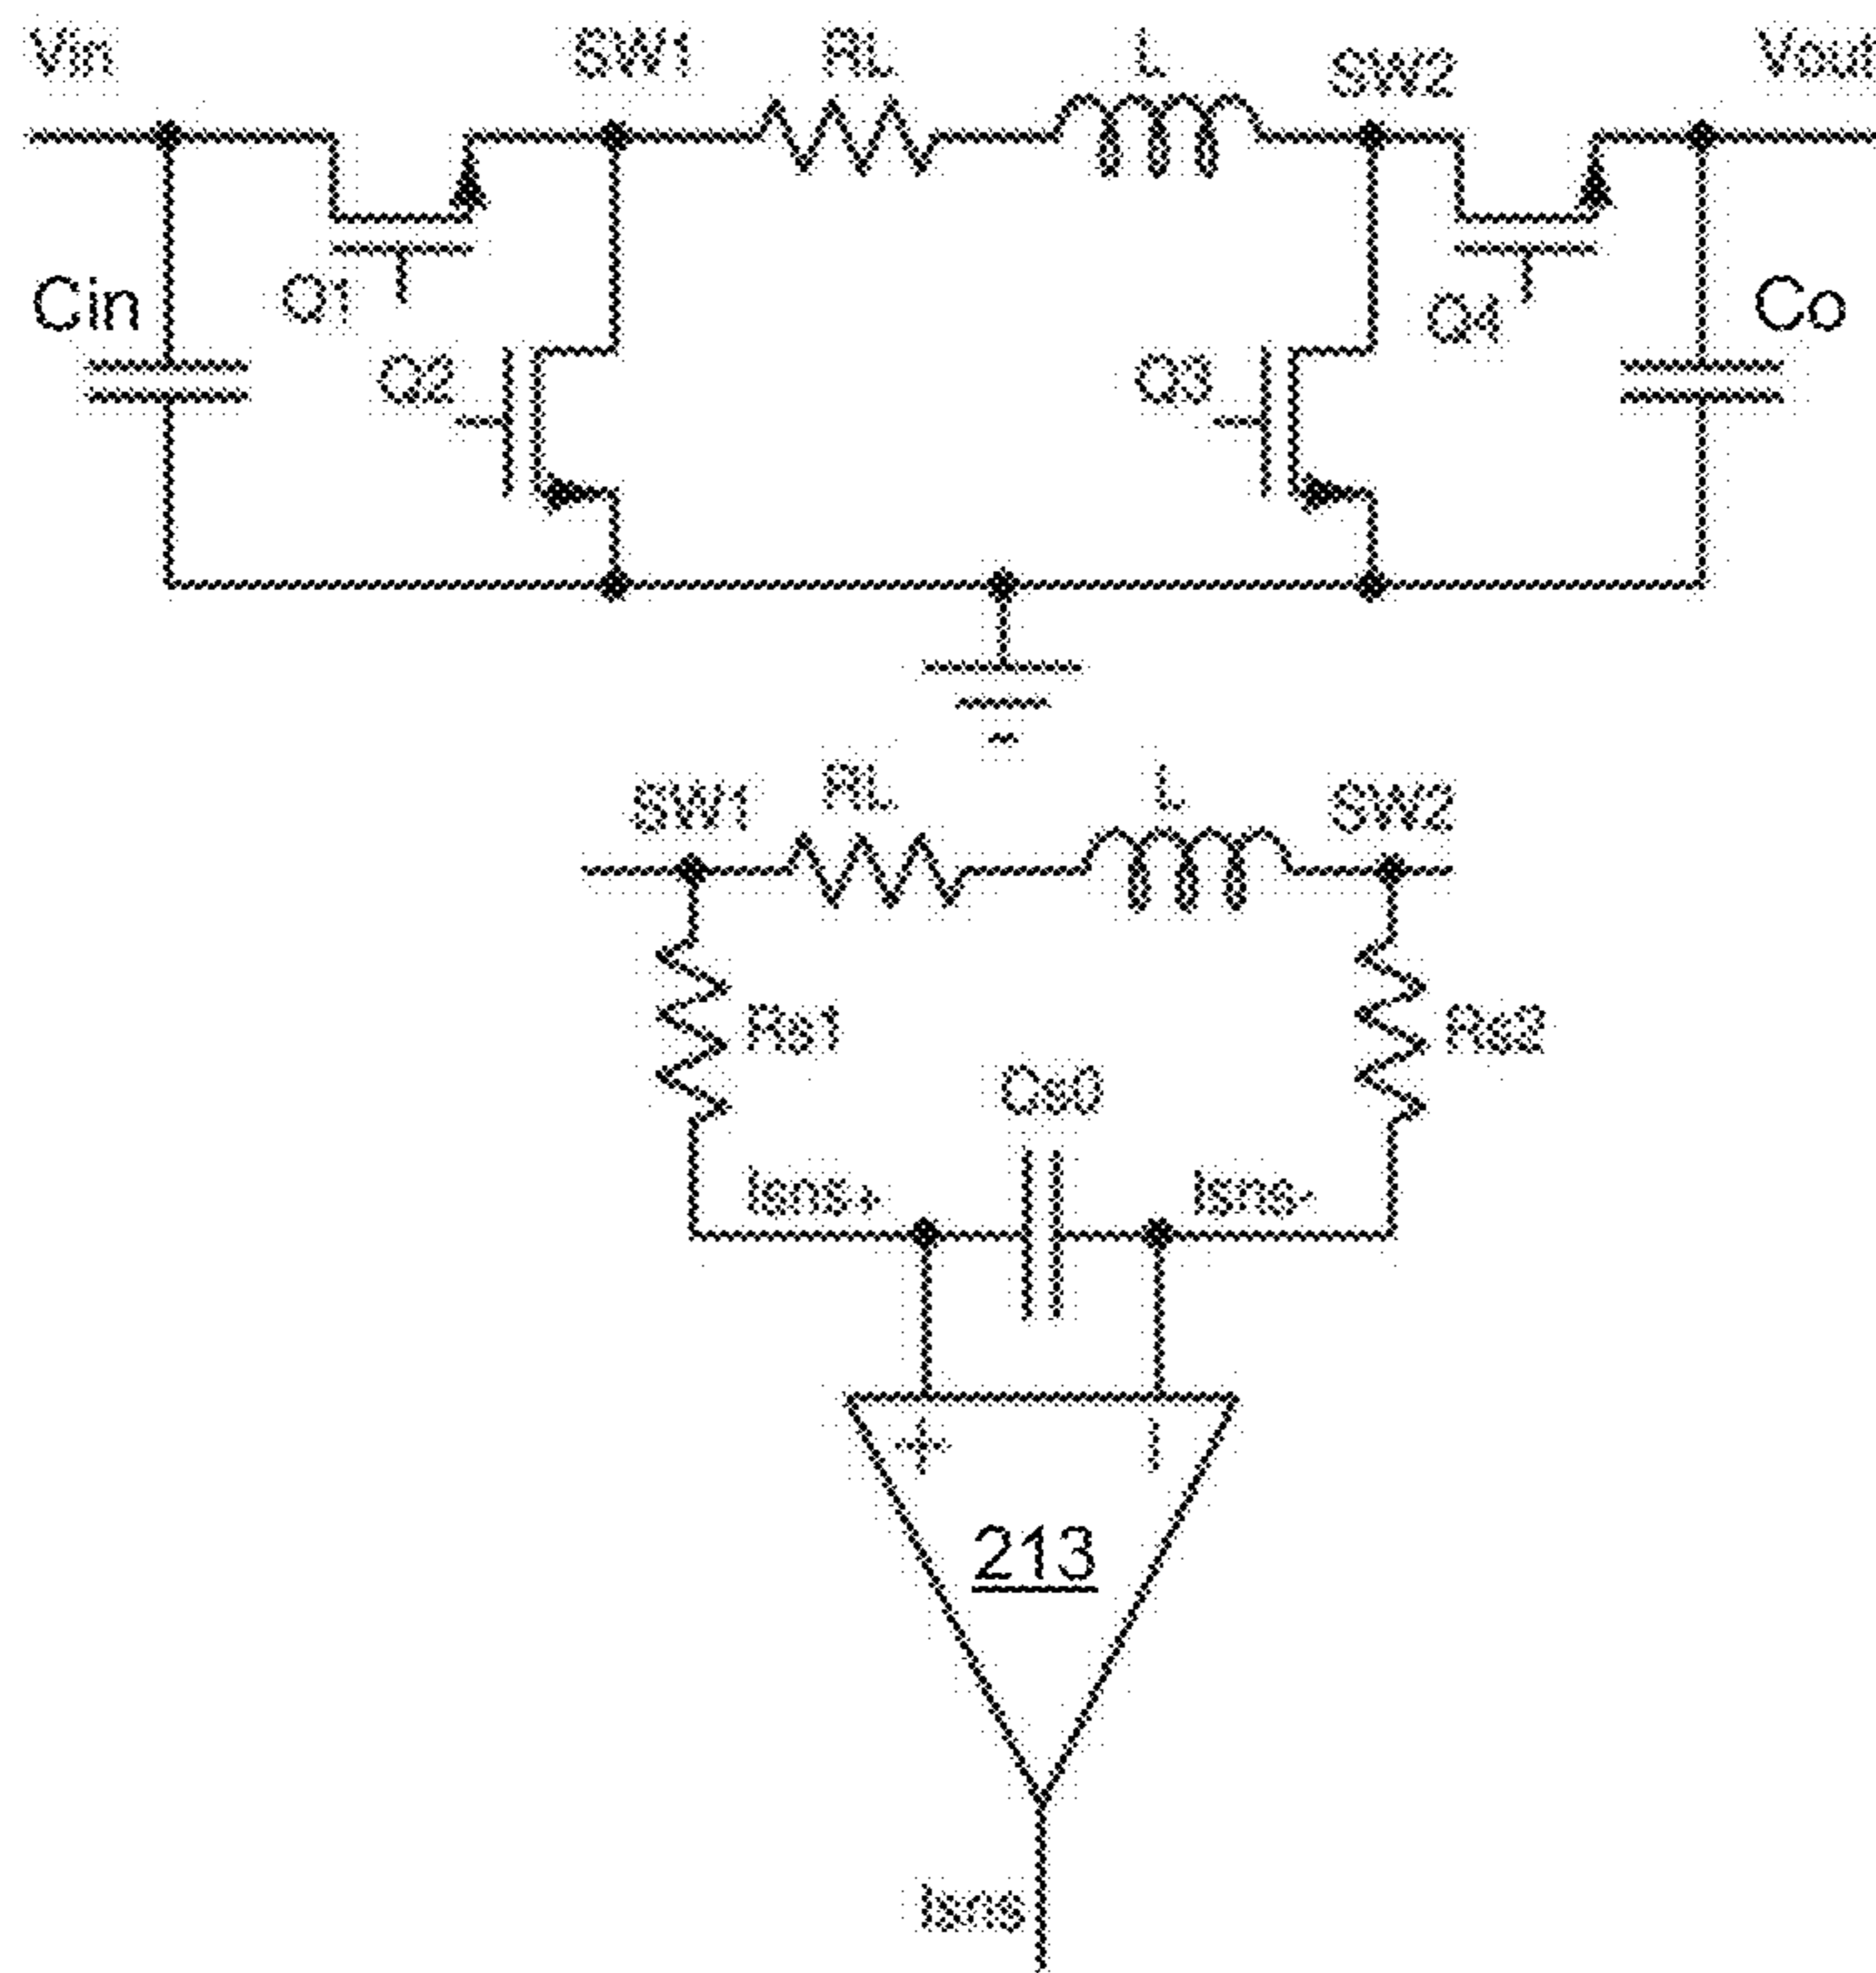 Vin SW1 RL L SW2 Vout
Cin Q1 Q4 Co
Q2 Q3
SW1 RL L SW2
Rs1 Rs2
Cs0
Isns+ Isns-
+ -
213
Isns